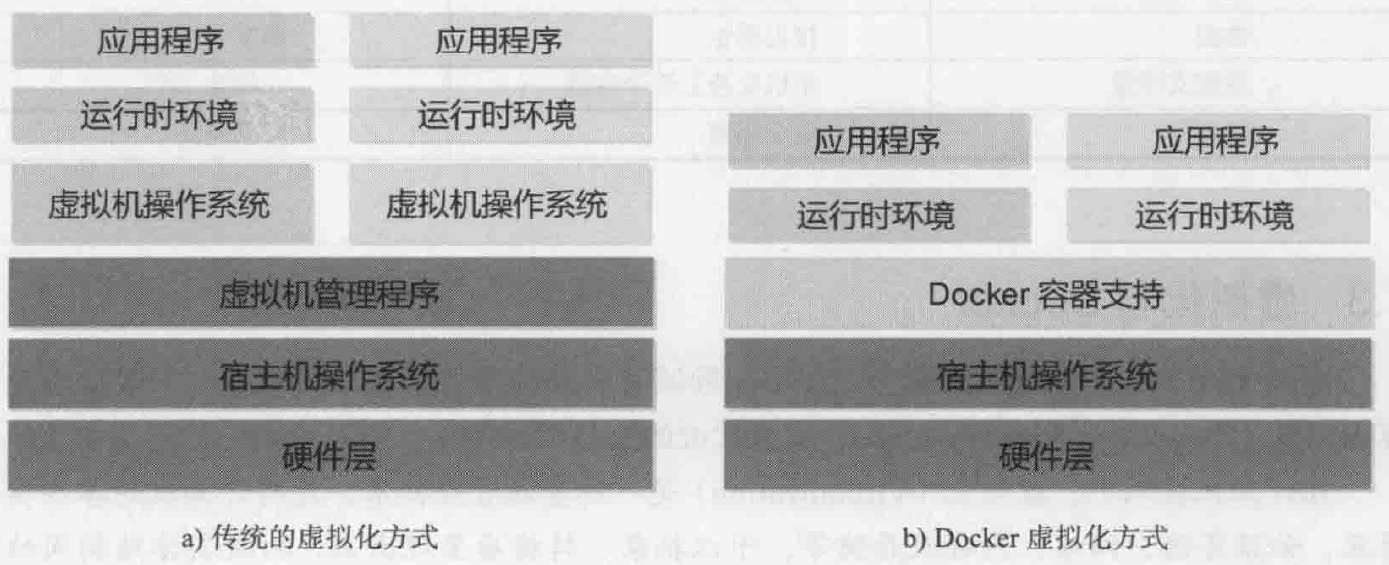 应用程序
应用程序
运行时环境
运行时环境
虚拟机操作系统
虚拟机操作系统
虚拟机管理程序
宿主机操作系统
硬件层
a) 传统的虚拟化方式
应用程序
应用程序
运行时环境
运行时环境
Docker 容器支持
宿主机操作系统
硬件层
b) Docker 虚拟化方式